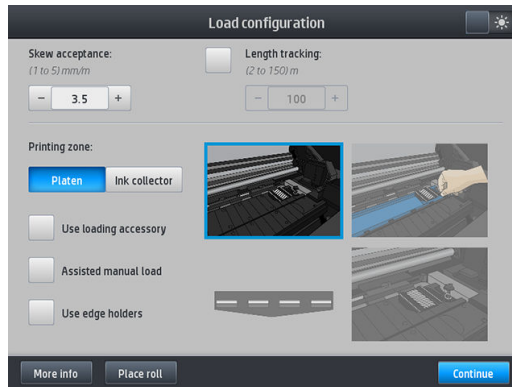 Load configuration
Skew acceptance:
(1 to 5) mm/m
- 3.5 +
Length tracking:
(2 to 150) m
- 100 +
Printing zone:
Platen Ink collector
Use loading accessory
Assisted manual load
Use edge holders
More info Place roll Continue